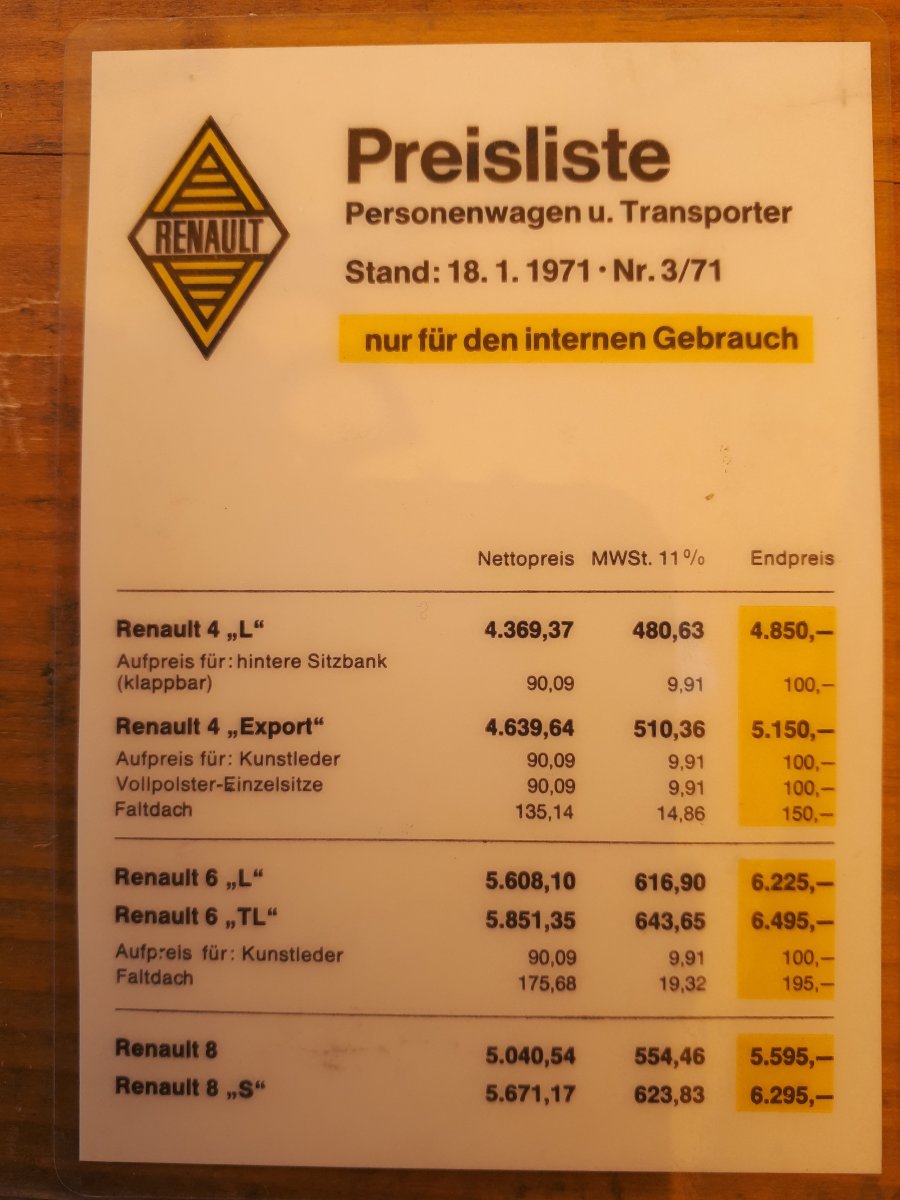 RENAULT
Preisliste
Personenwagen u. Transporter
Stand: 18. 1. 1971 · Nr. 3/71
nur für den internen Gebrauch
Nettopreis MWSt. 11% Endpreis
Renault 4 „L“ 4.369,37 480,63 4.850,—
Aufpreis für: hintere Sitzbank
(klappbar) 90,09 9,91 100,—
Renault 4 „Export“ 4.639,64 510,36 5.150,—
Aufpreis für: Kunstleder 90,09 9,91 100,—
Vollpolster-Einzelsitze 90,09 9,91 100,—
Faltdach 135,14 14,86 150,—
Renault 6 „L“ 5.608,10 616,90 6.225,—
Renault 6 „TL“ 5.851,35 643,65 6.495,—
Aufpreis für: Kunstleder 90,09 9,91 100,—
Faltdach 175,68 19,32 195,—
Renault 8 5.040,54 554,46 5.595,—
Renault 8 „S“ 5.671,17 623,83 6.295,—